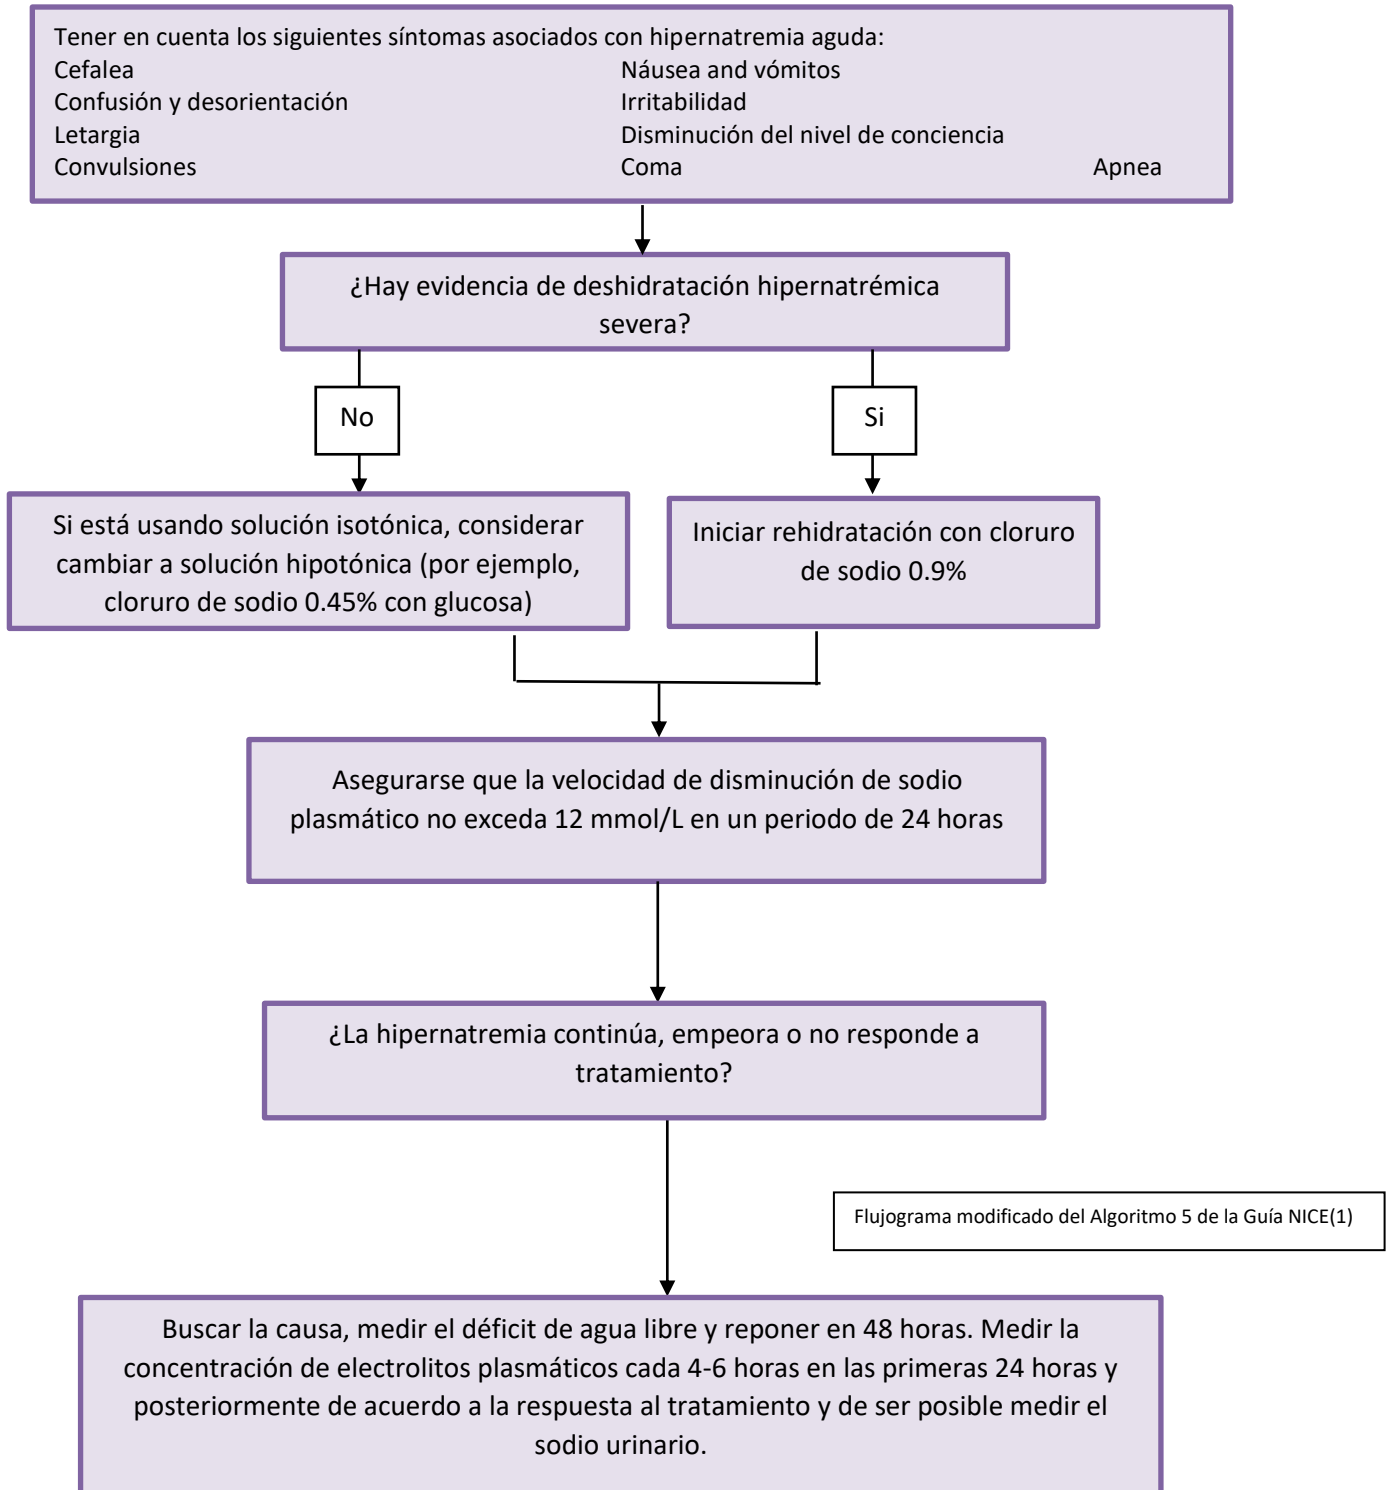 Tener en cuenta los siguientes síntomas asociados con hipernatremia aguda:
Cefalea Náusea and vómitos
Confusión y desorientación Irritabilidad
Letargia Disminución del nivel de conciencia
Convulsiones Coma Apnea
¿Hay evidencia de deshidratación hipernatrémica
severa?
No
Si
Si está usando solución isotónica, considerar
cambiar a solución hipotónica (por ejemplo,
cloruro de sodio 0.45% con glucosa)
Iniciar rehidratación con cloruro
de sodio 0.9%
Asegurarse que la velocidad de disminución de sodio
plasmático no exceda 12 mmol/L en un periodo de 24 horas
¿La hipernatremia continúa, empeora o no responde a
tratamiento?
Flujograma modificado del Algoritmo 5 de la Guía NICE(1)
Buscar la causa, medir el déficit de agua libre y reponer en 48 horas. Medir la
concentración de electrolitos plasmáticos cada 4-6 horas en las primeras 24 horas y
posteriormente de acuerdo a la respuesta al tratamiento y de ser posible medir el
sodio urinario.